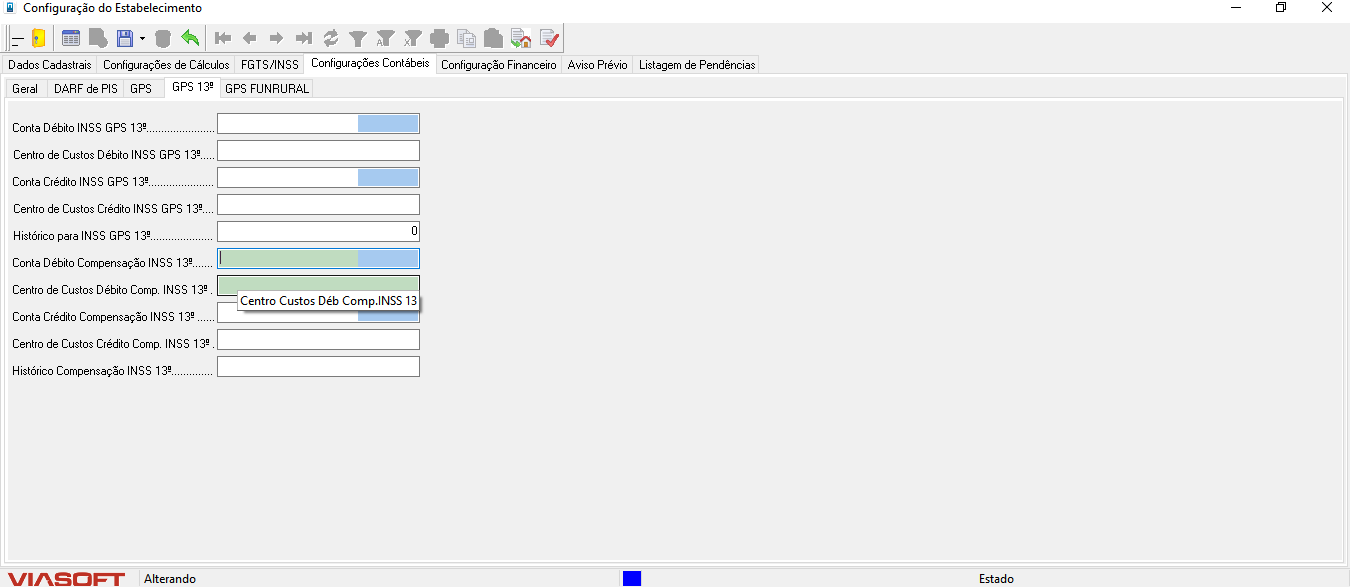 Configuração do Estabelecimento
Dados Cadastrais Configurações de Cálculos FGTS/INSS Configurações Contábeis Configuração Financeiro Aviso Prévio Listagem de Pendências
Geral DARF de PIS GPS GPS 13º GPS FUNRURAL
Conta Débito INSS GPS 13º......................
Centro de Custos Débito INSS GPS 13º.....
Conta Crédito INSS GPS 13º.....................
Centro de Custos Crédito INSS GPS 13º....
Histórico para INSS GPS 13º..................... 0
Conta Débito Compensação INSS 13º.......
Centro de Custos Débito Comp. INSS 13º .
Centro Custos Déb Comp.INSS 13
Conta Crédito Compensação INSS 13º ......
Centro de Custos Crédito Comp. INSS 13º .
Histórico Compensação INSS 13º..............
VIASOFT Alterando Estado